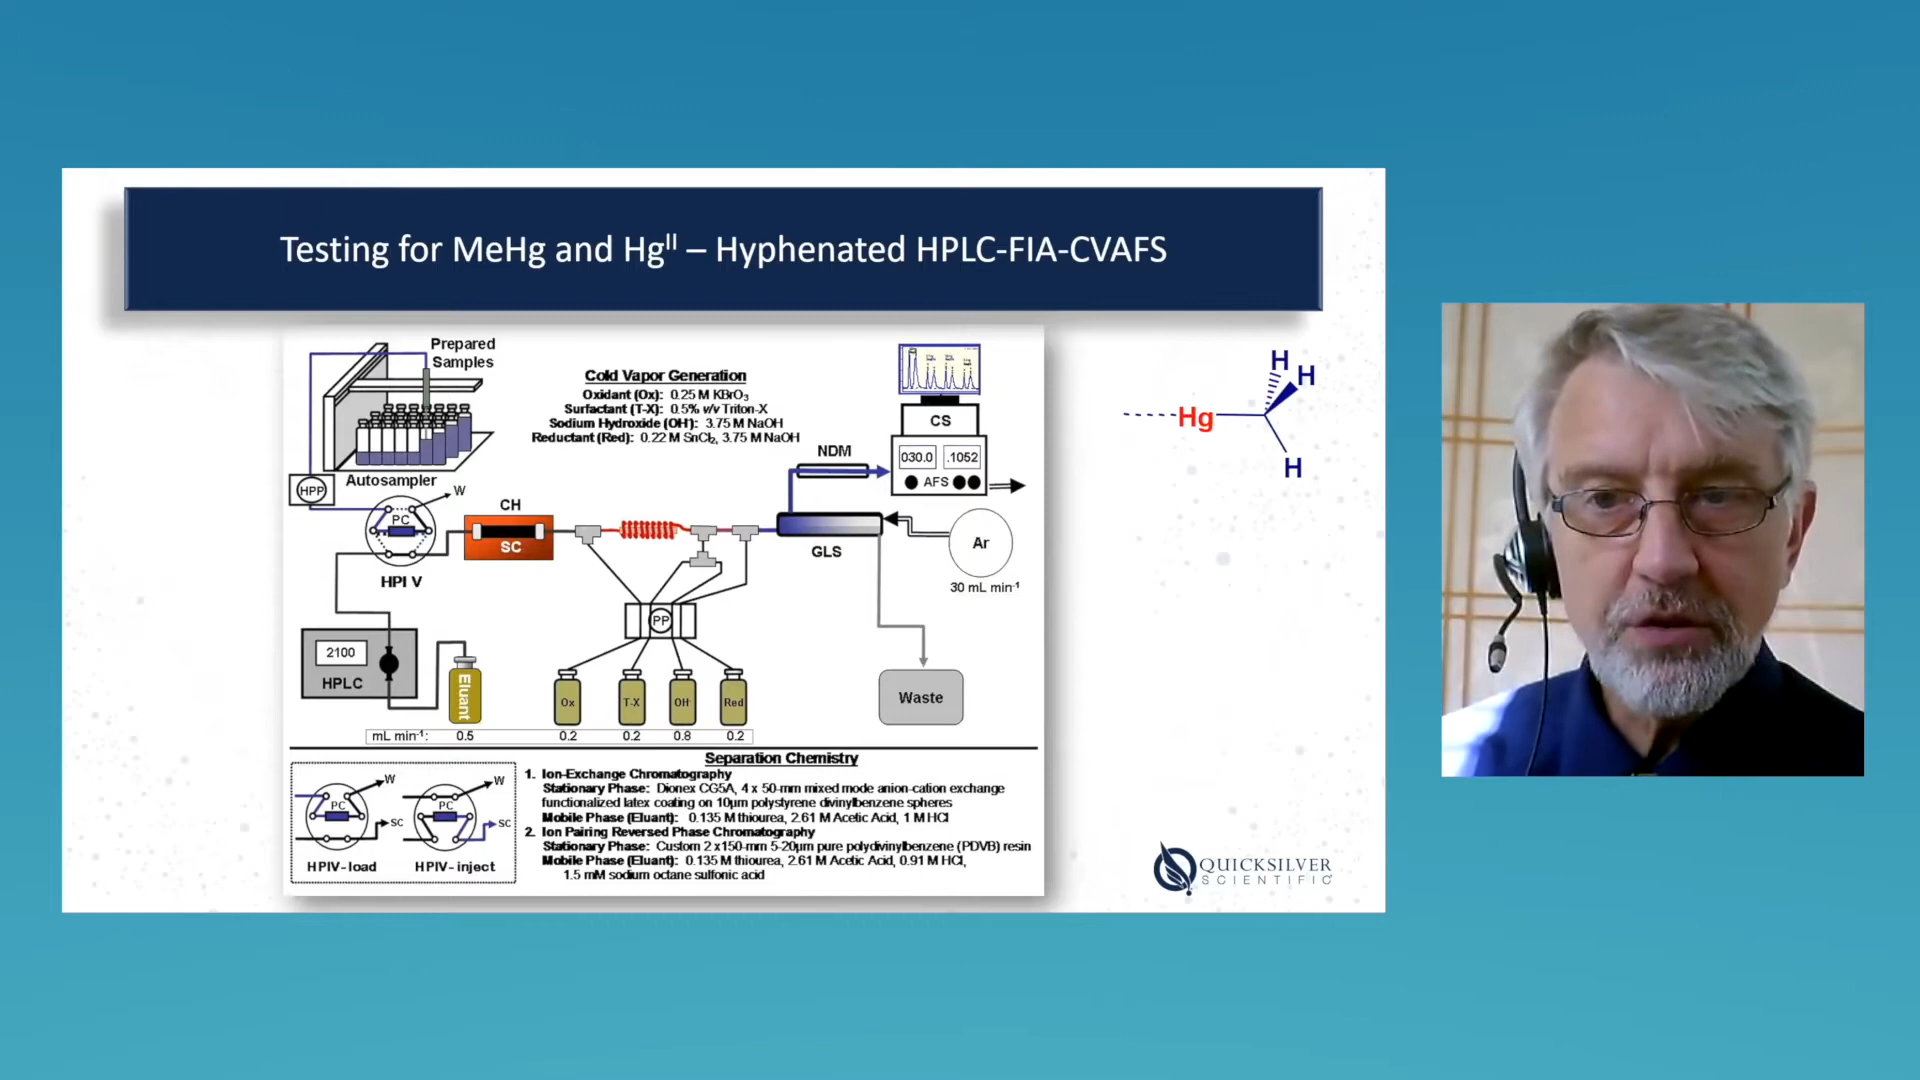 Testing for MeHg and Hgᴵᴵ – Hyphenated HPLC-FIA-CVAFS
Prepared
Samples
Autosampler
HPP
W
PC
HPI V
CH
SC
Cold Vapor Generation
Oxidant (Ox): 0.25 M KBrO₃
Surfactant (T-X): 0.5% v/v Triton-X
Sodium Hydroxide (OH⁻): 3.75 M NaOH
Reductant (Red): 0.22 M SnCl₂, 3.75 M NaOH
NDM
CS
030.0
.1052
AFS
GLS
Ar
30 mL min⁻¹
PP
2100
HPLC
Eluant
Ox
T-X
OH⁻
Red
Waste
mL min⁻¹: 0.5 0.2 0.2 0.8 0.2
W
PC
SC
HPIV-load
W
PC
SC
HPIV-inject
Separation Chemistry
1. Ion-Exchange Chromatography
Stationary Phase: Dionex CG5A, 4 x 50-mm mixed mode anion-cation exchange
functionalized latex coating on 10µm polystyrene divinylbenzene spheres
Mobile Phase (Eluant): 0.135 M thiourea, 2.61 M Acetic Acid, 1 M HCl
2. Ion Pairing Reversed Phase Chromatography
Stationary Phase: Custom 2 x150-mm 5-20µm pure polydivinylbenzene (PDVB) resin
Mobile Phase (Eluant): 0.135 M thiourea, 2.61 M Acetic Acid, 0.91 M HCl,
1.5 mM sodium octane sulfonic acid
H
H
Hg
H
QUICKSILVER
SCIENTIFIC